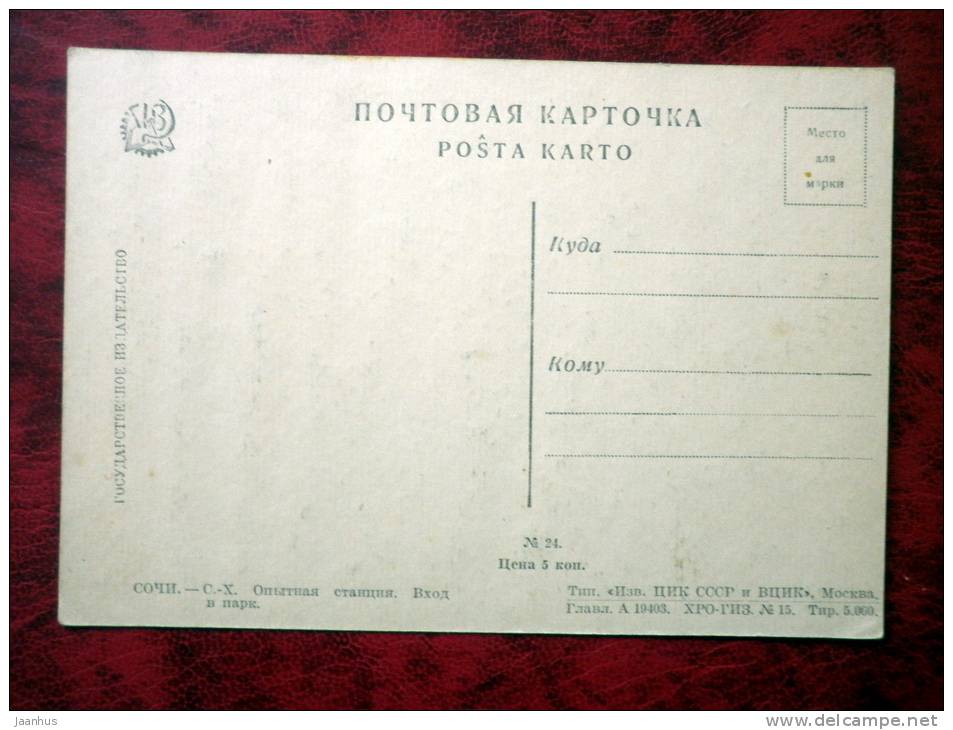 ПОЧТОВАЯ КАРТОЧКА
POŜTA KARTO
Место
для
марки
Куда
Кому
ГОСУДАРСТВЕННОЕ ИЗДАТЕЛЬСТВО
№ 24.
Цена 5 коп.
СОЧИ. — С.-Х. Опытная станция. Вход
в парк.
Тип. «Изв. ЦИК СССР и ВЦИК», Москва.
Главл. А 19403. ХРО-ГИЗ. № 15. Тир. 5.000.
Jaanhus
www.delcampe.net